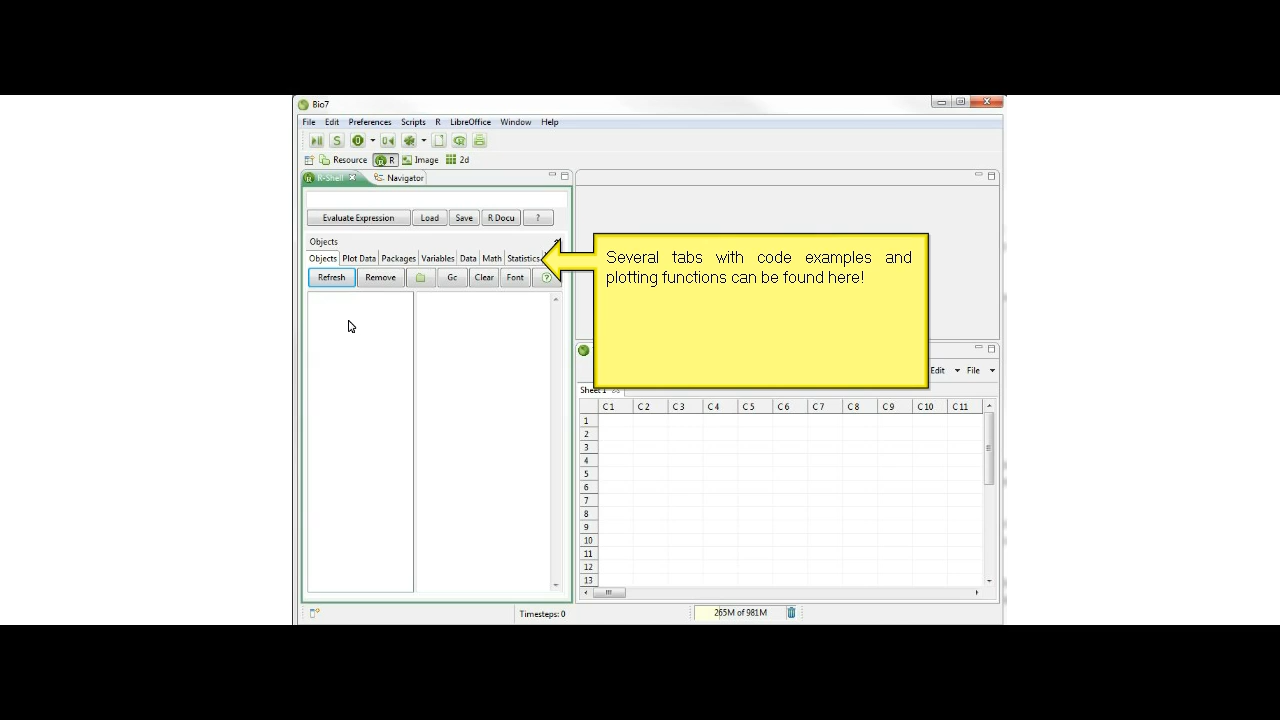 Bio7
File Edit Preferences Scripts R LibreOffice Window Help
S
Resource R Image 2d
R-Shell Navigator
Evaluate Expression Load Save R Docu ?
Objects
Objects Plot Data Packages Variables Data Math Statistics
Refresh Remove Gc Clear Font ?
Several tabs with code examples and
plotting functions can be found here!
Edit File
Sheet 1
C1 C2 C3 C4 C5 C6 C7 C8 C9 C10 C11
1
2
3
4
5
6
7
8
9
10
11
12
13
Timesteps: 0
265M of 981M